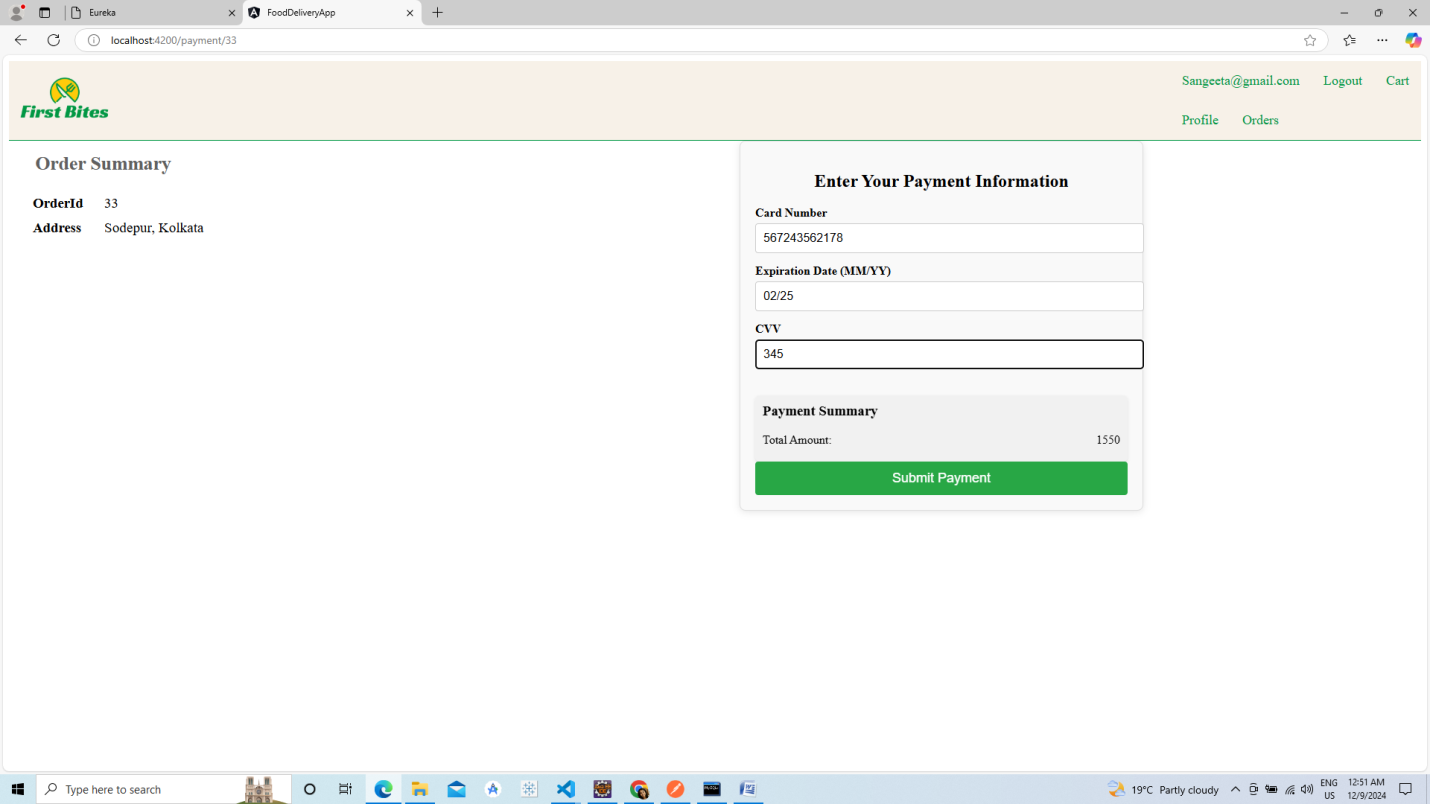 Eureka
FoodDeliveryApp
localhost:4200/payment/33
First Bites
Sangeeta@gmail.com Logout Cart
Profile Orders
Order Summary
OrderId 33
Address Sodepur, Kolkata
Enter Your Payment Information
Card Number
567243562178
Expiration Date (MM/YY)
02/25
CVV
345
Payment Summary
Total Amount: 1550
Submit Payment
Type here to search
19°C Partly cloudy
ENG
US
12:51 AM
12/9/2024